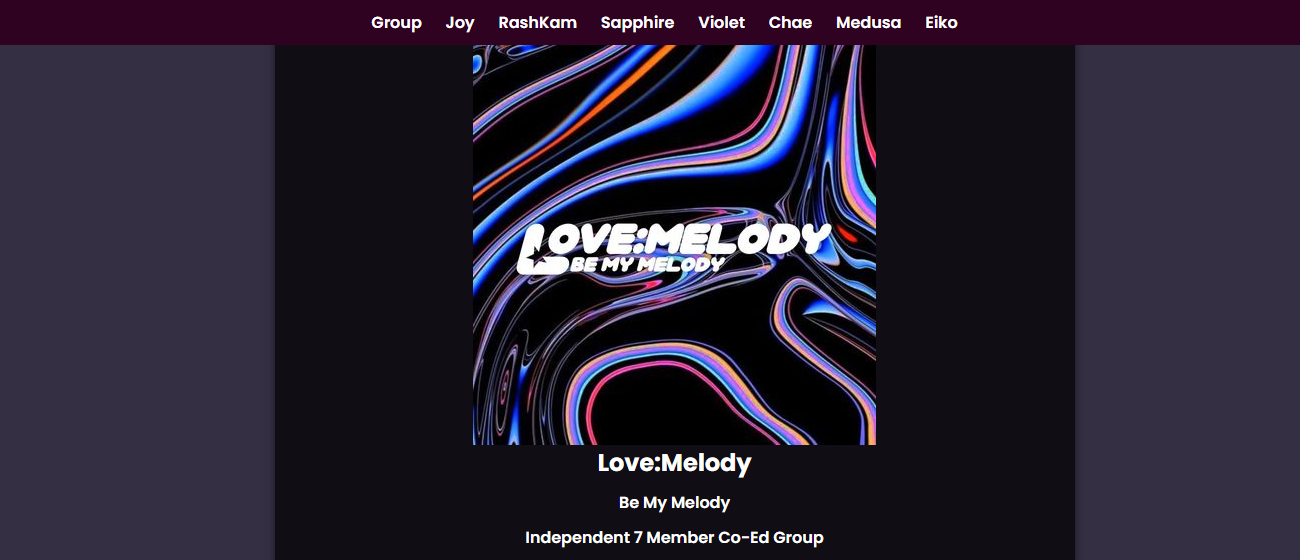 Group Joy RashKam Sapphire Violet Chae Medusa Eiko
LOVE:MELODY
BE MY MELODY
Love:Melody
Be My Melody
Independent 7 Member Co-Ed Group